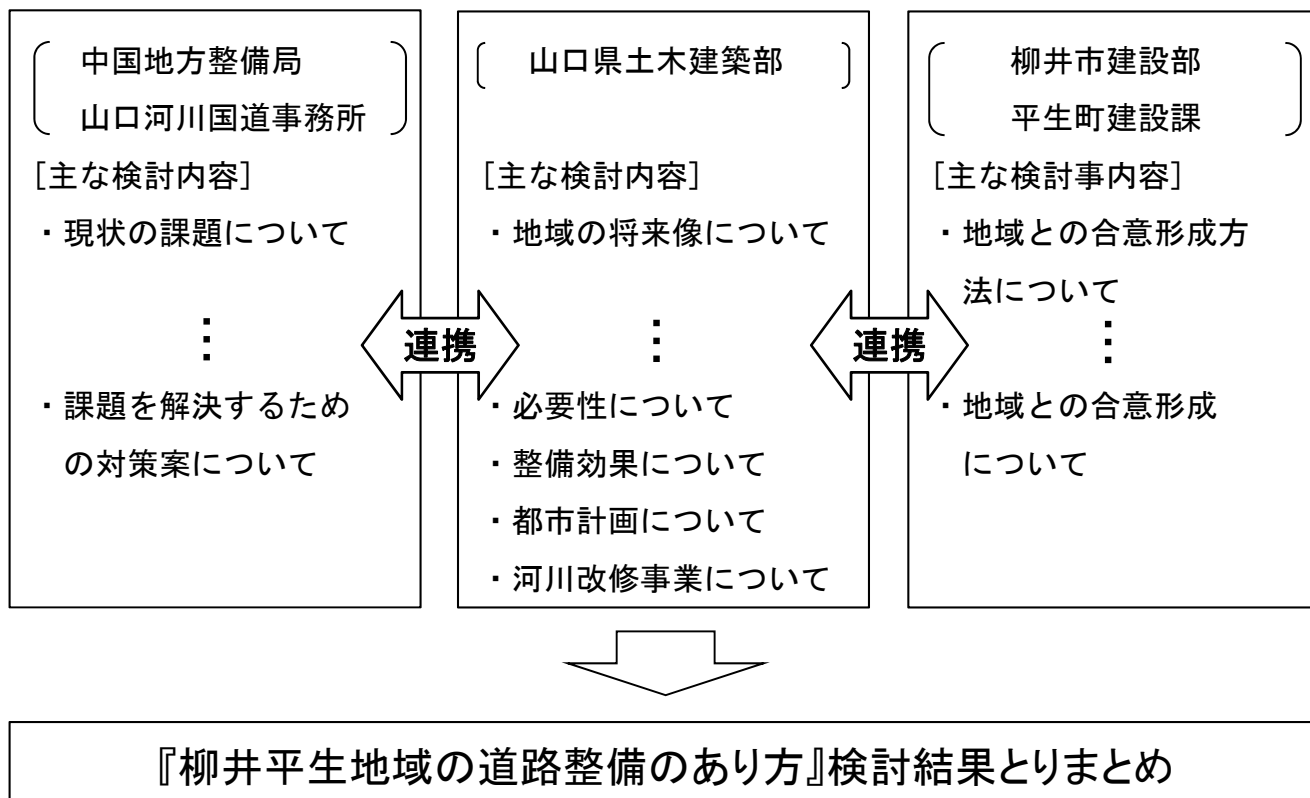 中国地方整備局
山口河川国道事務所
[主な検討内容]
・現状の課題について
⋮
・課題を解決するため
の対策案について
連携
山口県土木建築部
[主な検討内容]
・地域の将来像について
⋮
・必要性について
・整備効果について
・都市計画について
・河川改修事業について
連携
柳井市建設部
平生町建設課
[主な検討事内容]
・地域との合意形成方
法について
⋮
・地域との合意形成
について
『柳井平生地域の道路整備のあり方』検討結果とりまとめ